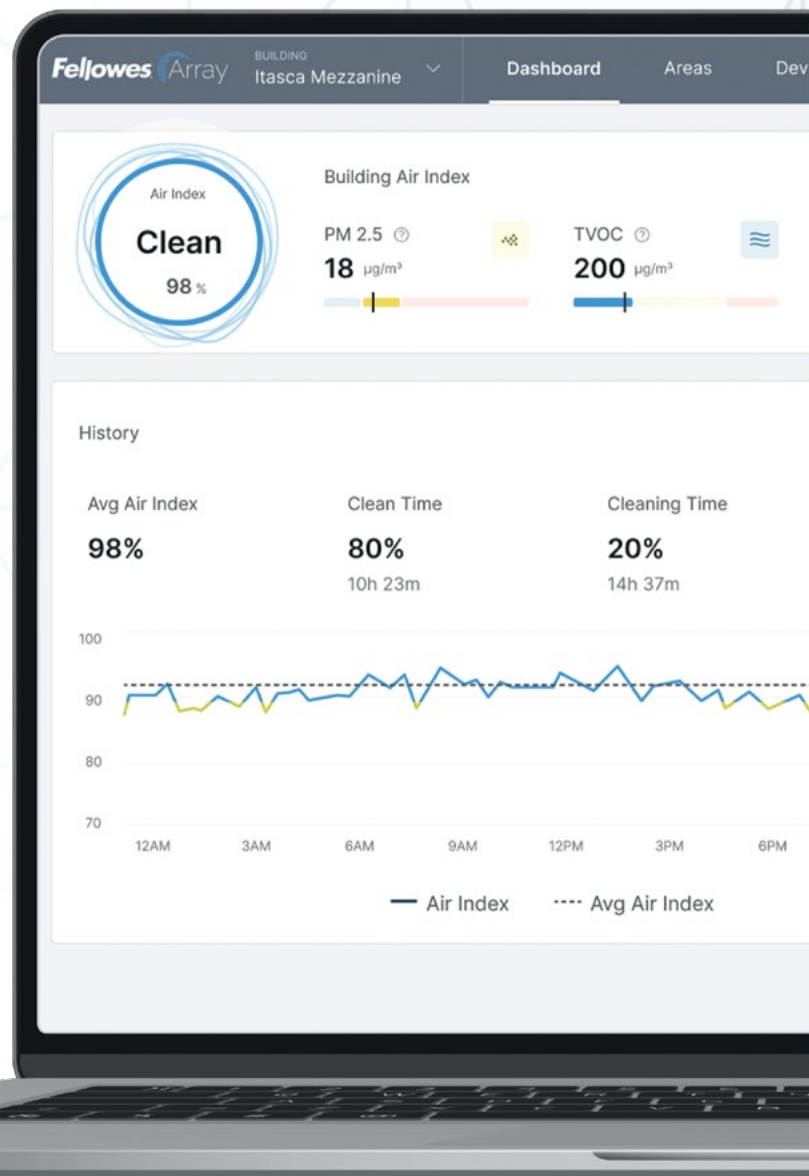 Fellowes Array
BUILDING
Itasca Mezzanine
Dashboard
Areas
Dev
Air Index
Clean
98 %
Building Air Index
PM 2.5
18 µg/m³
TVOC
200 µg/m³
History
Avg Air Index
98%
Clean Time
80%
10h 23m
Cleaning Time
20%
14h 37m
100
90
80
70
12AM
3AM
6AM
9AM
12PM
3PM
6PM
Air Index
Avg Air Index